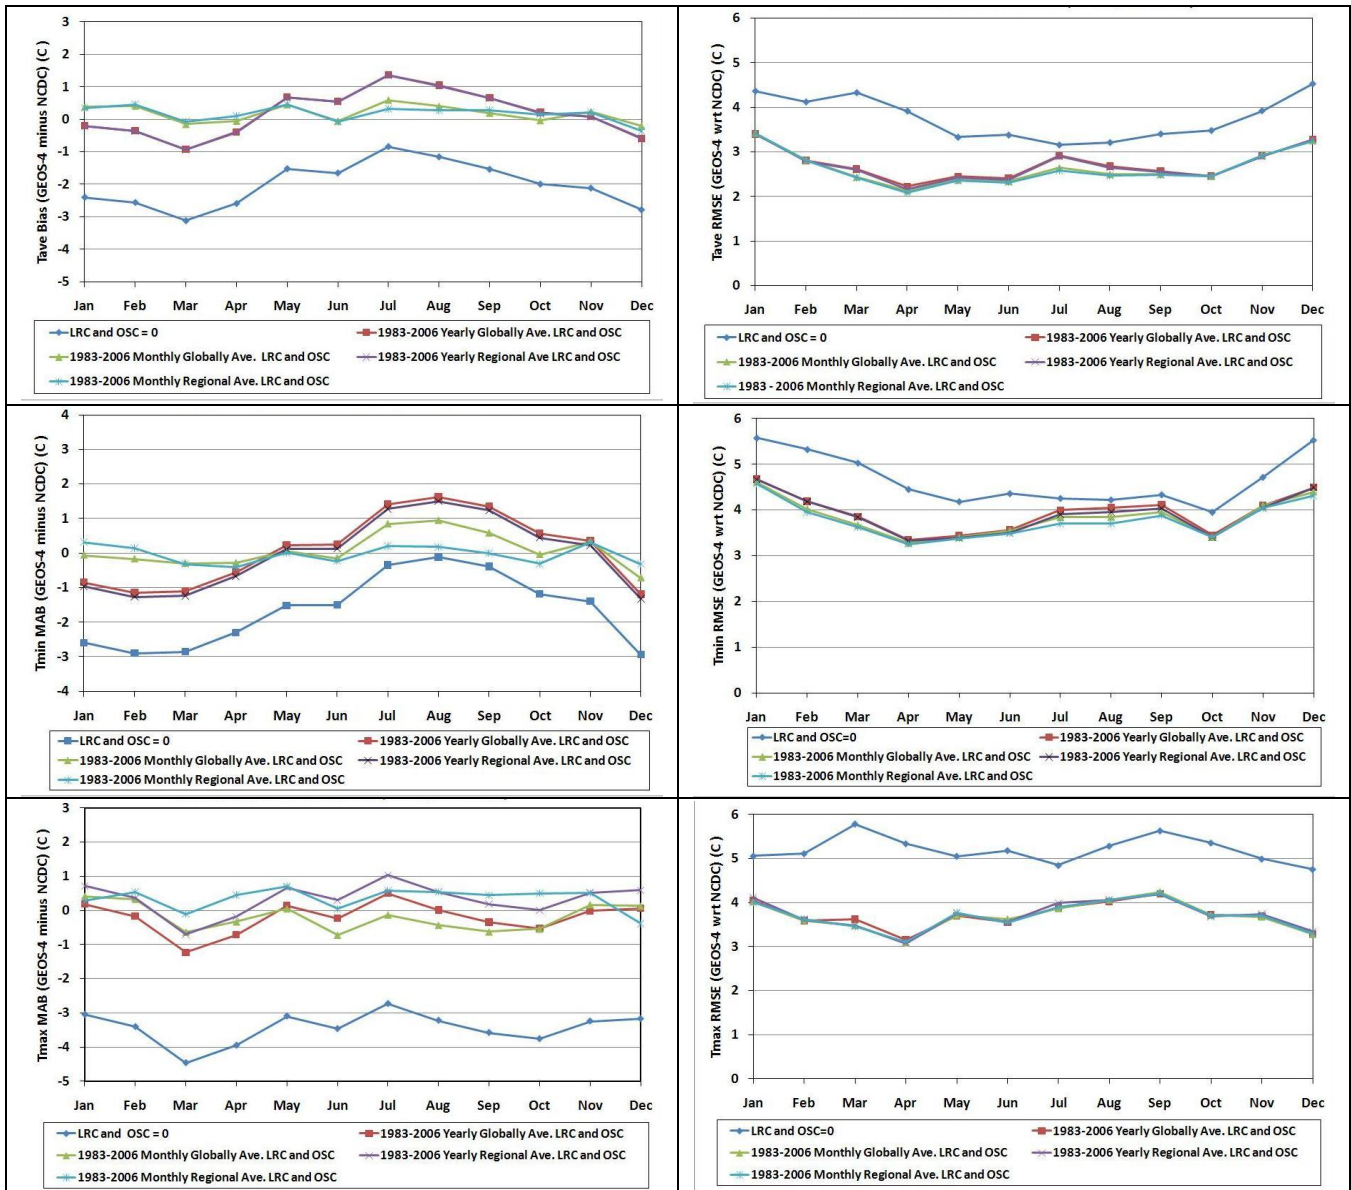 Tave Bias (GEOS-4 minus NCDC) (C )
3
2
1
0
-1
-2
-3
-4
-5
Jan Feb Mar Apr May Jun Jul Aug Sep Oct Nov Dec
LRC and OSC = 0 1983-2006 Yearly Globally Ave. LRC and OSC
1983-2006 Monthly Globally Ave. LRC and OSC 1983-2006 Yearly Regional Ave LRC and OSC
1983-2006 Monthly Regional Ave. LRC and OSC
Tave RMSE (GEOS-4 wrt NCDC) (C )
6
5
4
3
2
1
0
Jan Feb Mar Apr May Jun Jul Aug Sep Oct Nov Dec
LRC and OSC = 0 1983-2006 Yearly Globally Ave. LRC and OSC
1983-2006 Monthly Globally Ave. LRC and OSC 1983-2006 Yearly Regional Ave. LRC and OSC
1983 - 2006 Monthly Regional Ave. LRC and OSC
Tmin MAB (GEOS-4 minus NCDC) (C )
4
3
2
1
0
-1
-2
-3
-4
Jan Feb Mar Apr May Jun Jul Aug Sep Oct Nov Dec
LRC and OSC = 0 1983-2006 Yearly Globally Ave. LRC and OSC
1983-2006 Monthly Globally Ave. LRC and OSC 1983-2006 Yearly Regional Ave. LRC and OSC
1983-2006 Monthly Regional Ave. LRC and OSC
Tmin RMSE (GEOS-4 wrt NCDC) (C )
6
5
4
3
2
1
0
Jan Feb Mar Apr May Jun Jul Aug Sep Oct Nov Dec
LRC and OSC=0 1983-2006 Yearly Globally Ave. LRC and OSC
1983-2006 Monthly Globally Ave. LRC and OSC 1983-2006 Yearly Regional Ave. LRC and OSC
1983-2006 Monthly Regional Ave. LRC and OSC
Tmax MAB (GEOS-4 minus NCDC) (C )
3
2
1
0
-1
-2
-3
-4
-5
Jan Feb Mar Apr May Jun Jul Aug Sep Oct Nov Dec
LRC and OSC = 0 1983-2006 Yearly Globally Ave. LRC and OSC
1983-2006 Monthly Globally Ave. LRC and OSC 1983-2006 Yearly Regional Ave. LRC and OSC
1983-2006 Monthly Regional Ave. LRC and OSC
Tmax RMSE (GEOS-4 wrt NCDC) (C )
6
5
4
3
2
1
0
Jan Feb Mar Apr May Jun Jul Aug Sep Oct Nov Dec
LRC and OSC=0 1983-2006 Yearly Globally Ave. LRC and OSC
1983-2006 Monthly Globally Ave. LRC and OSC 1983-2006 Yearly Regional Ave. LRC and OSC
1983-2006 Monthly Regional Ave. LRC and OSC